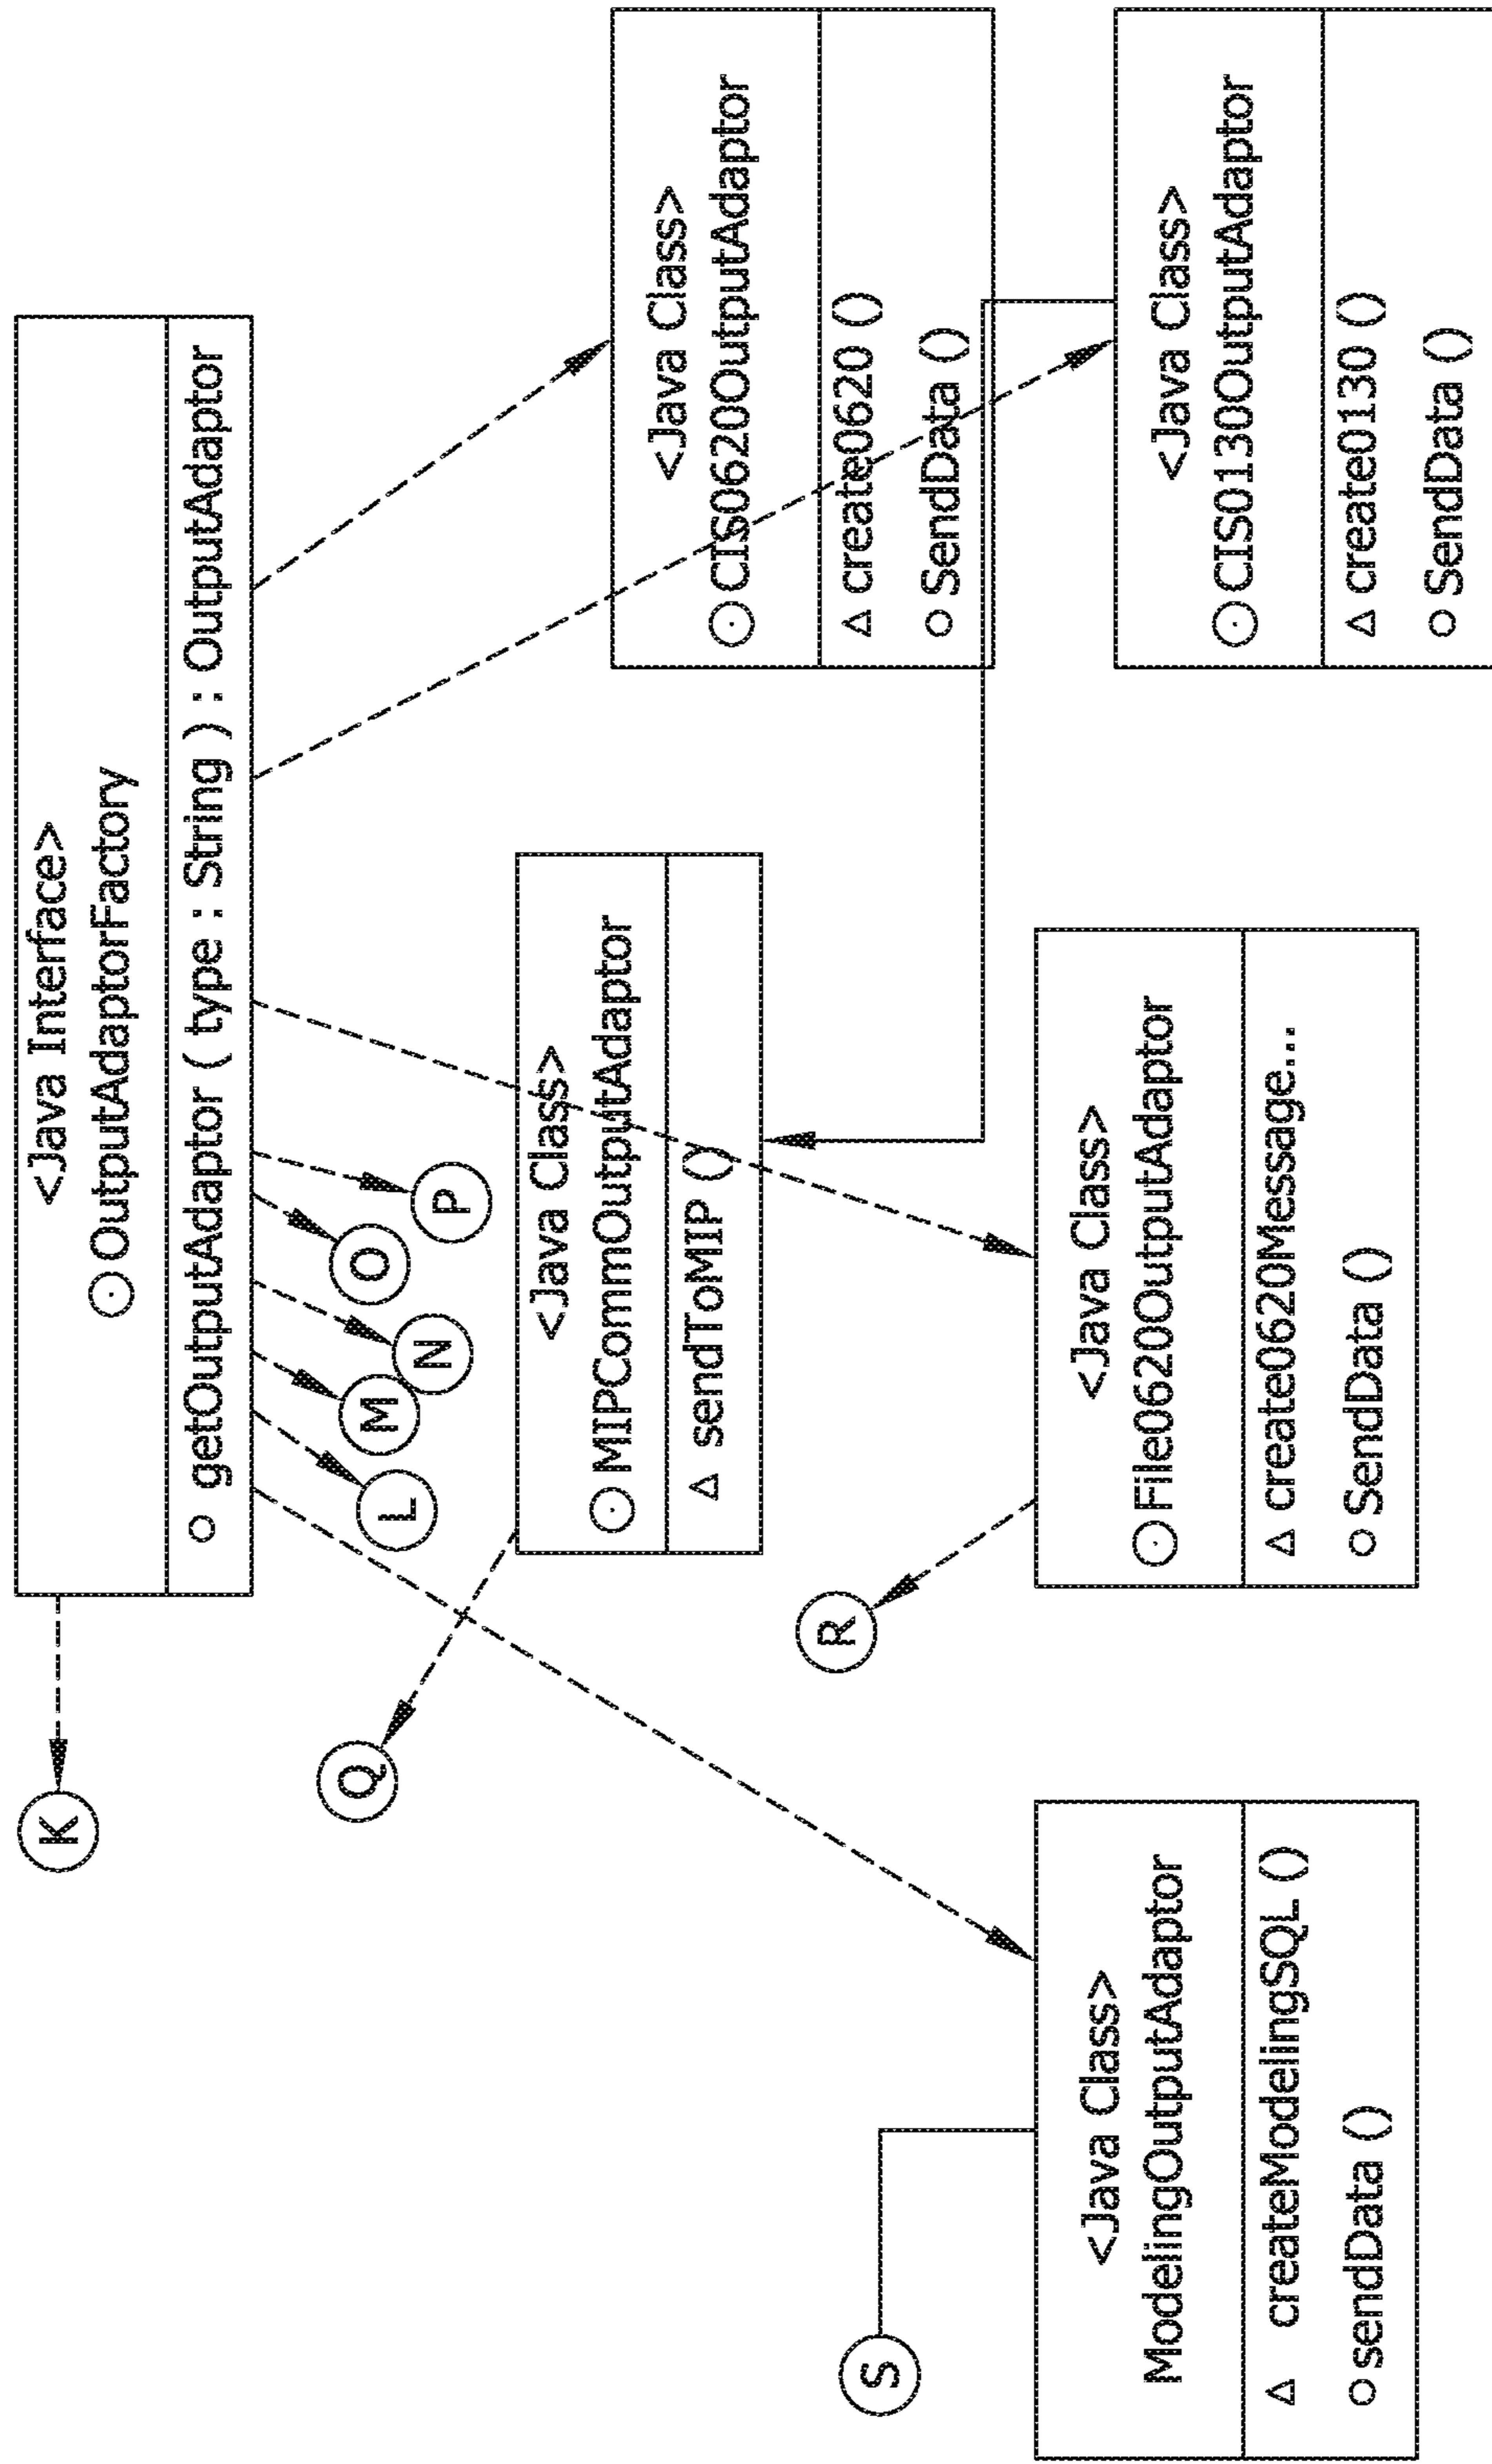 <Java Interface>
OutputAdaptorFactory
getOutputAdaptor ( type : String ) : OutputAdaptor
K
L
M
N
O
P
Q
<Java Class>
MIPCommOutputAdaptor
sendToMIP ()
<Java Class>
CIS0620OutputAdaptor
create0620 ()
SendData ()
R
S
<Java Class>
ModelingOutputAdaptor
createModelingSQL ()
sendData ()
<Java Class>
File0620OutputAdaptor
create0620Message...
SendData ()
<Java Class>
CIS0130OutputAdaptor
create0130 ()
SendData ()